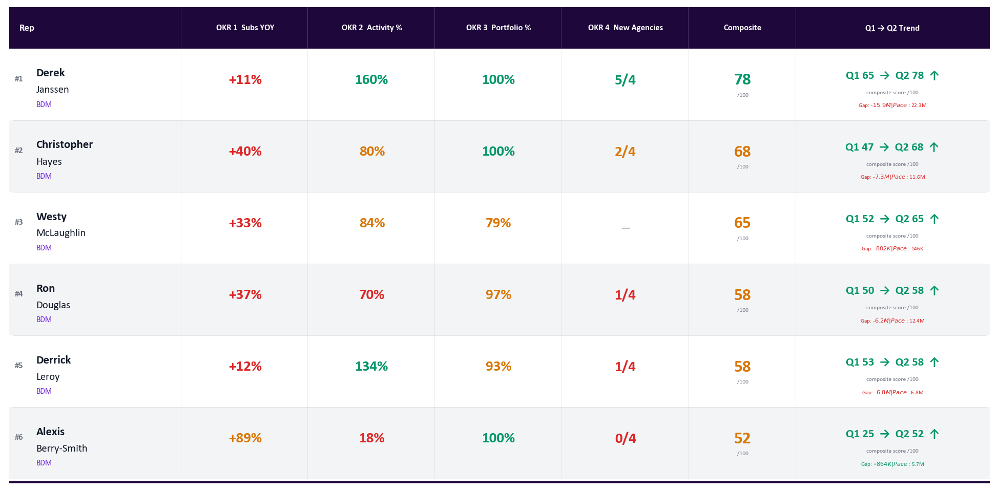 Rep OKR 1 Subs YOY OKR 2 Activity % OKR 3 Portfolio % OKR 4 New Agencies Composite Q1 → Q2 Trend
#1 Derek +11% 160% 100% 5/4 78 Q1 65 → Q2 78 ↑
Janssen /100 composite score /100
BDM Gap: -15.9M|Pace : 22.3M
#2 Christopher +40% 80% 100% 2/4 68 Q1 47 → Q2 68 ↑
Hayes /100 composite score /100
BDM Gap: -7.3M|Pace : 11.6M
#3 Westy +33% 84% 79% — 65 Q1 52 → Q2 65 ↑
McLaughlin /100 composite score /100
BDM Gap: -802K|Pace : 146K
#4 Ron +37% 70% 97% 1/4 58 Q1 50 → Q2 58 ↑
Douglas /100 composite score /100
BDM Gap: -6.2M|Pace : 12.4M
#5 Derrick +12% 134% 93% 1/4 58 Q1 53 → Q2 58 ↑
Leroy /100 composite score /100
BDM Gap: -6.8M|Pace : 6.8M
#6 Alexis +89% 18% 100% 0/4 52 Q1 25 → Q2 52 ↑
Berry-Smith /100 composite score /100
BDM Gap: +864K|Pace : 5.7M